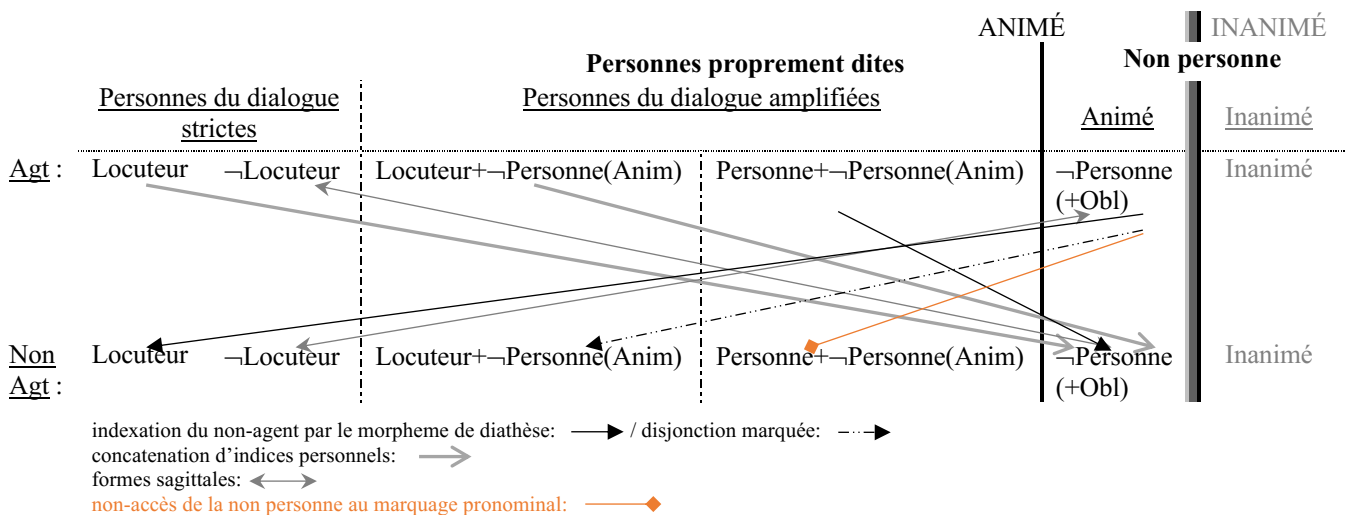 ANIMÉ INANIMÉ
Personnes proprement dites Non personne
Personnes du dialogue strictes Personnes du dialogue amplifiées Animé Inanimé
Agt : Locuteur ¬Locuteur Locuteur+¬Personne(Anim) Personne+¬Personne(Anim) ¬Personne Inanimé
(+Obl)
Non Locuteur ¬Locuteur Locuteur+¬Personne(Anim) Personne+¬Personne(Anim) ¬Personne Inanimé
Agt : (+Obl)
indexation du non-agent par le morpheme de diathèse: / disjonction marquée:
concatenation d’indices personnels:
formes sagittales:
non-accès de la non personne au marquage pronominal: